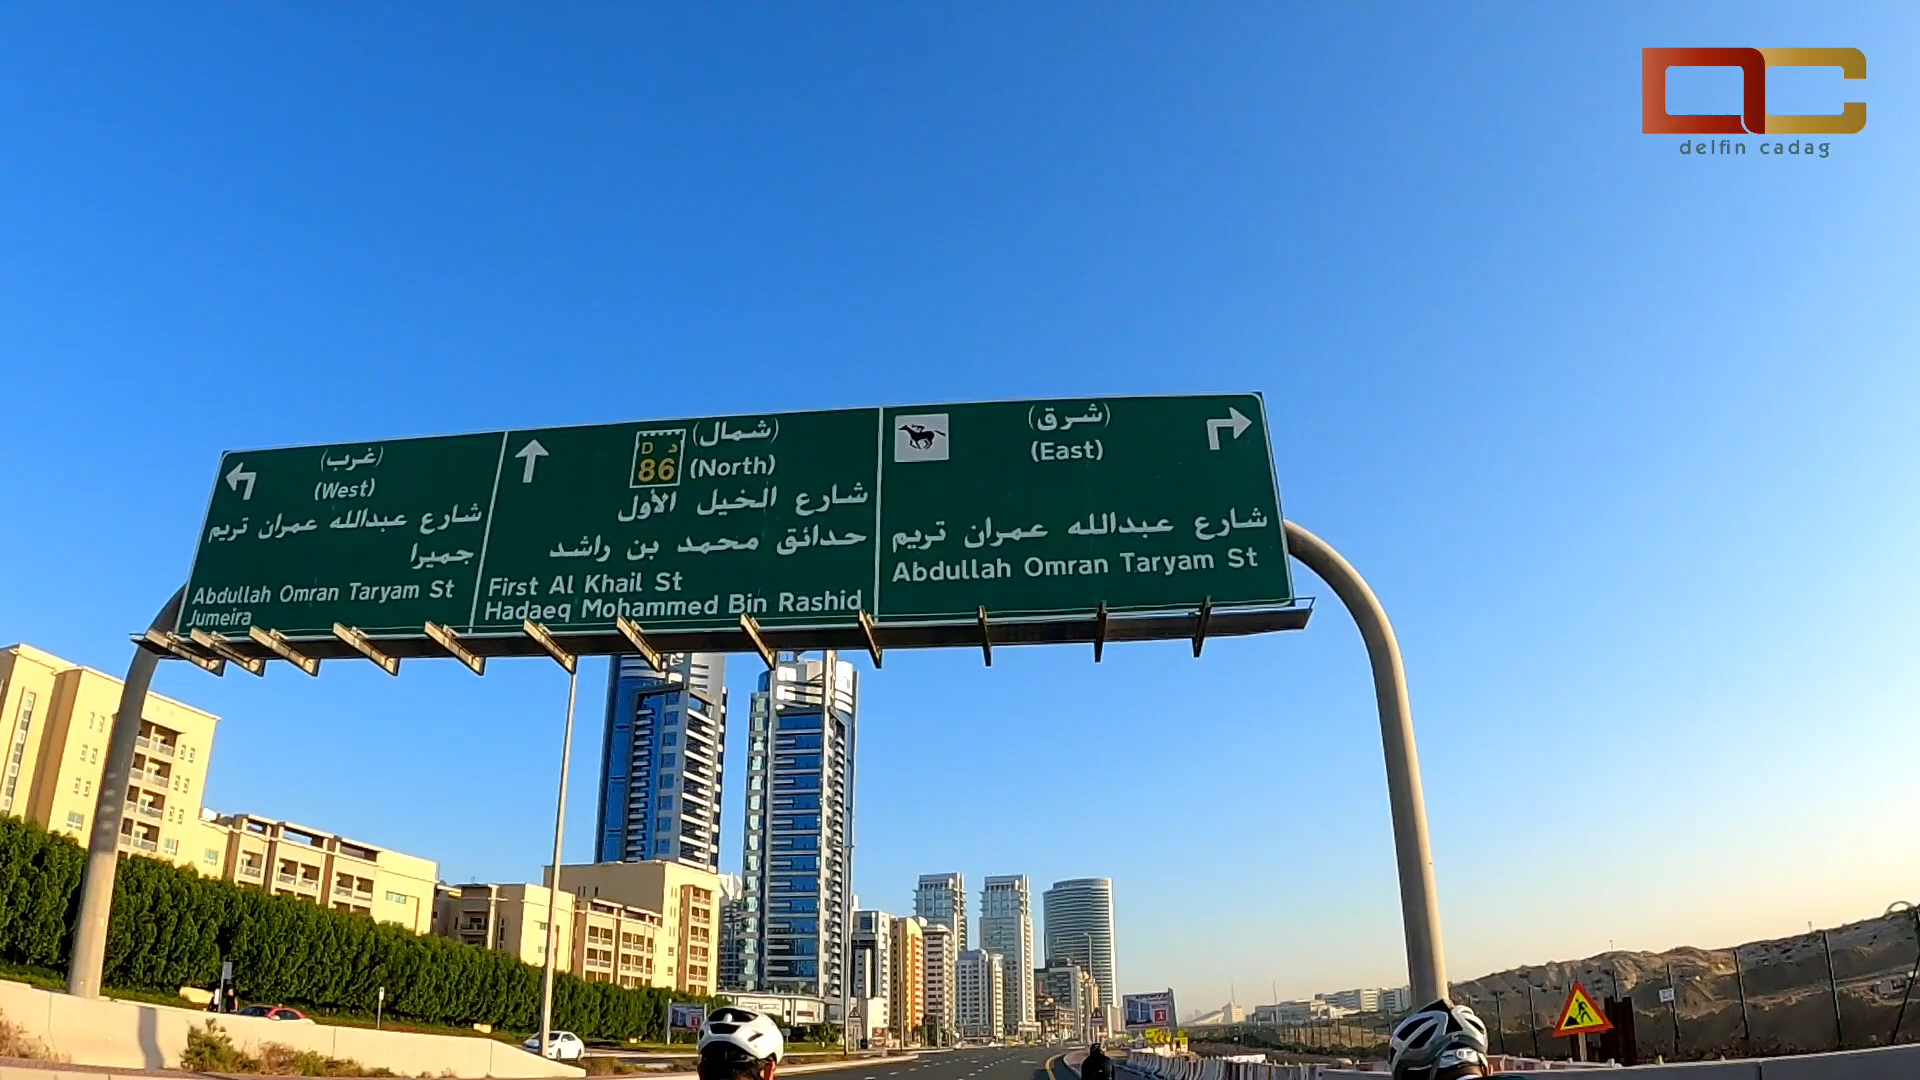 delfin cadag
(غرب)
(West)
شارع عبدالله عمران تريم
جميرا
Abdullah Omran Taryam St
Jumeira
D د
86
(شمال)
(North)
شارع الخيل الأول
حدائق محمد بن راشد
First Al Khail St
Hadaeq Mohammed Bin Rashid
(شرق)
(East)
شارع عبدالله عمران تريم
Abdullah Omran Taryam St